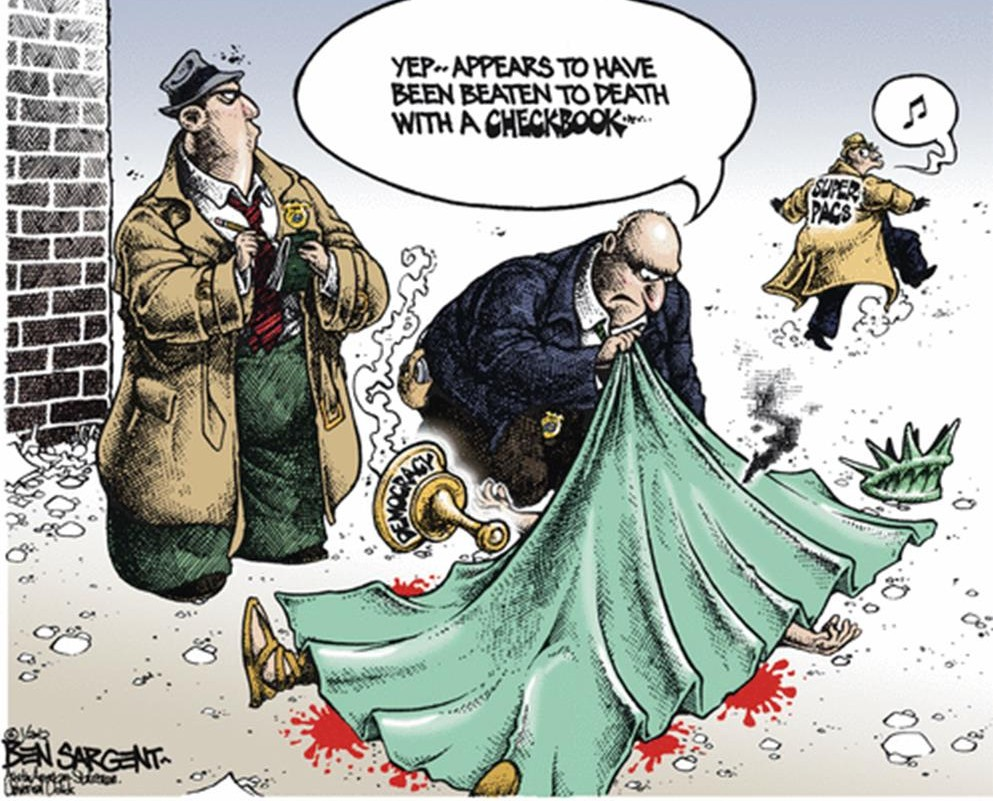 YEP~ APPEARS TO HAVE
BEEN BEATEN TO DEATH
WITH A CHECKBOOK~
SUPER
PACS
DEMOCRACY
BEN SARGENT~